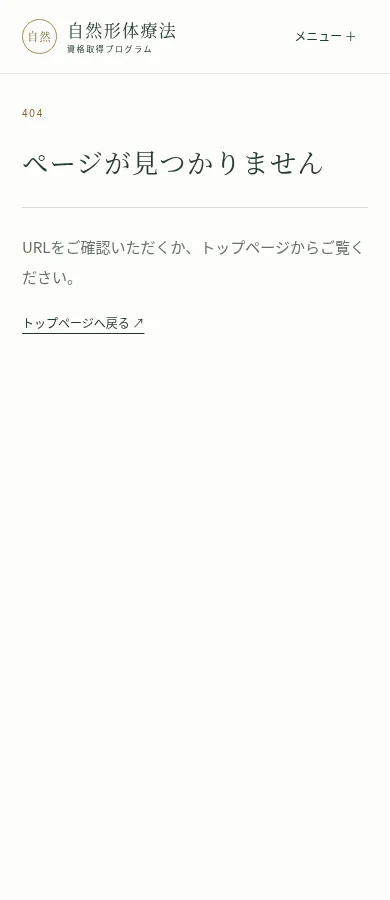 自然
自然形体療法
資格取得プログラム
メニュー ＋
404
ページが見つかりません
URLをご確認いただくか、トップページからご覧く
ださい。
トップページへ戻る ↗